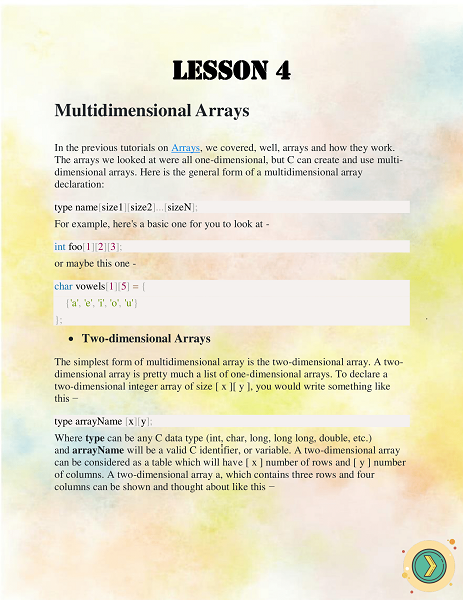 LESSON 4
Multidimensional Arrays
In the previous tutorials on Arrays, we covered, well, arrays and how they work.
The arrays we looked at were all one-dimensional, but C can create and use multi-
dimensional arrays. Here is the general form of a multidimensional array
declaration:
type name[size1][size2]...[sizeN];
For example, here's a basic one for you to look at -
int foo[1][2][3];
or maybe this one -
char vowels[1][5] = {
{'a', 'e', 'i', 'o', 'u'}
};
• Two-dimensional Arrays
The simplest form of multidimensional array is the two-dimensional array. A two-
dimensional array is pretty much a list of one-dimensional arrays. To declare a
two-dimensional integer array of size [ x ][ y ], you would write something like
this −
type arrayName [x][y];
Where type can be any C data type (int, char, long, long long, double, etc.)
and arrayName will be a valid C identifier, or variable. A two-dimensional array
can be considered as a table which will have [ x ] number of rows and [ y ] number
of columns. A two-dimensional array a, which contains three rows and four
columns can be shown and thought about like this −